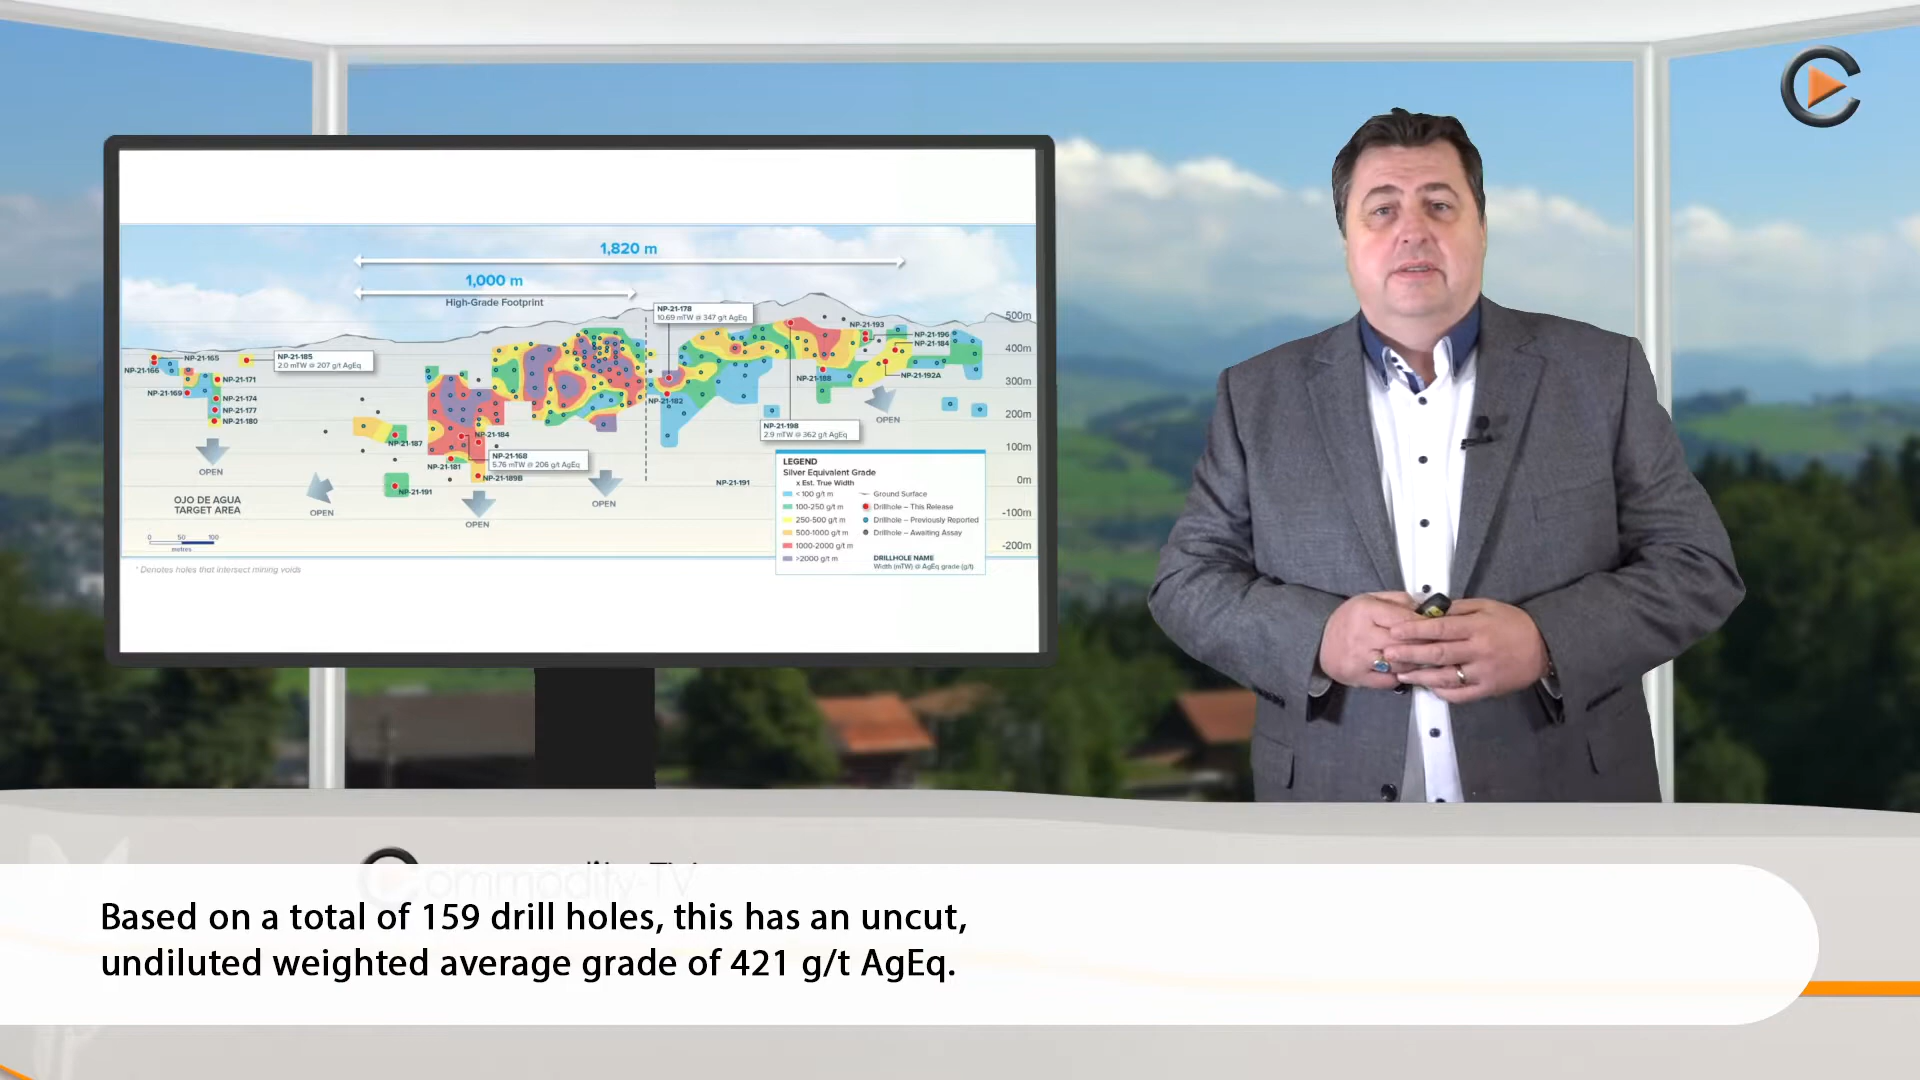 1,820 m
1,000 m
High-Grade Footprint
NP-21-178
10.69 mTW @ 347 g/t AgEq
500m
400m
300m
200m
100m
0m
-100m
-200m
NP-21-193
NP-21-196
NP-21-184
NP-21-192A
NP-21-188
NP-21-165
NP-21-166
NP-21-185
2.0 mTW @ 207 g/t AgEq
NP-21-171
NP-21-169
NP-21-174
NP-21-177
NP-21-180
NP-21-182
NP-21-198
2.9 mTW @ 362 g/t AgEq
OPEN
NP-21-187
NP-21-184
NP-21-168
5.76 mTW @ 206 g/t AgEq
NP-21-181
NP-21-189B
NP-21-191
NP-21-191
OPEN
OPEN
OPEN
OPEN
OJO DE AGUA
TARGET AREA
0 50 100
metres
LEGEND
Silver Equivalent Grade
x Est. True Width
<100 g/t m
100-250 g/t m
250-500 g/t m
500-1000 g/t m
1000-2000 g/t m
>2000 g/t m
Ground Surface
Drillhole – This Release
Drillhole – Previously Reported
Drillhole – Awaiting Assay
DRILLHOLE NAME
Width (mTW) @ AgEq grade (g/t)
* Denotes holes that intersect mining voids
Commodity-TV
Based on a total of 159 drill holes, this has an uncut,
undiluted weighted average grade of 421 g/t AgEq.